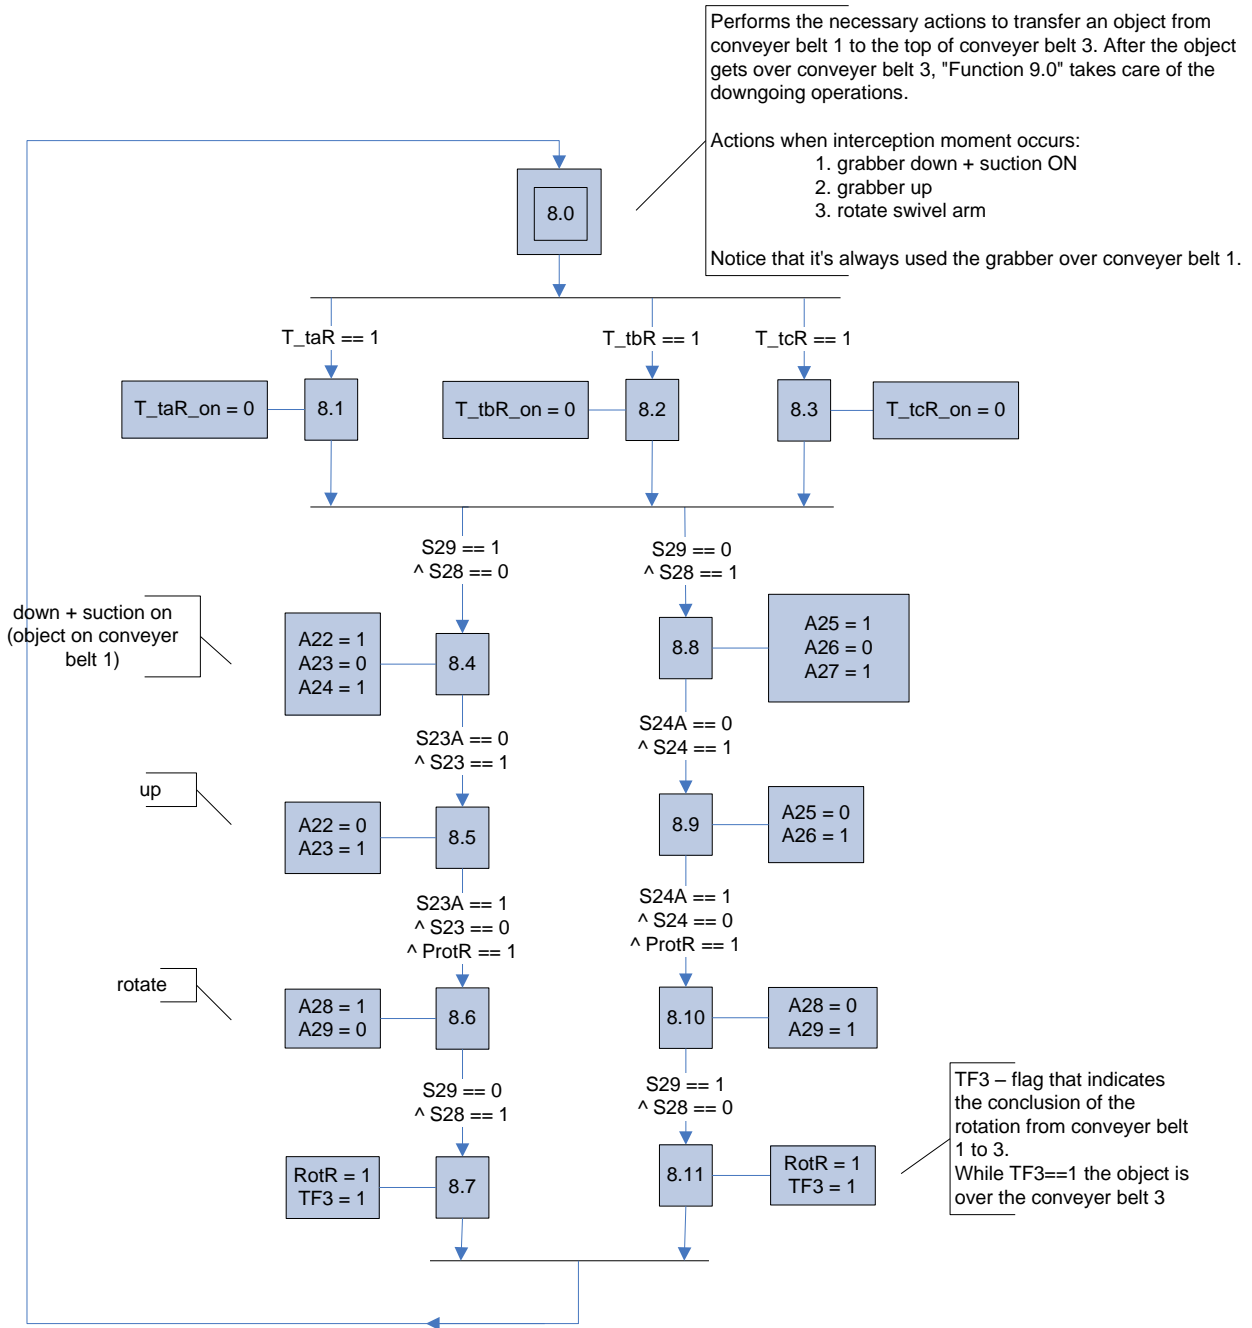 Performs the necessary actions to transfer an object from
conveyer belt 1 to the top of conveyer belt 3. After the object
gets over conveyer belt 3, "Function 9.0" takes care of the
downgoing operations.
Actions when interception moment occurs:
1. grabber down + suction ON
2. grabber up
3. rotate swivel arm
Notice that it's always used the grabber over conveyer belt 1.
8.0
T_taR == 1
T_tbR == 1
T_tcR == 1
T_taR_on = 0
8.1
T_tbR_on = 0
8.2
8.3
T_tcR_on = 0
S29 == 1
^ S28 == 0
S29 == 0
^ S28 == 1
down + suction on
(object on conveyer
belt 1)
A22 = 1
A23 = 0
A24 = 1
8.4
8.8
A25 = 1
A26 = 0
A27 = 1
S23A == 0
^ S23 == 1
S24A == 0
^ S24 == 1
up
A22 = 0
A23 = 1
8.5
8.9
A25 = 0
A26 = 1
S23A == 1
^ S23 == 0
^ ProtR == 1
S24A == 1
^ S24 == 0
^ ProtR == 1
rotate
A28 = 1
A29 = 0
8.6
8.10
A28 = 0
A29 = 1
S29 == 0
^ S28 == 1
S29 == 1
^ S28 == 0
RotR = 1
TF3 = 1
8.7
8.11
RotR = 1
TF3 = 1
TF3 – flag that indicates
the conclusion of the
rotation from conveyer belt
1 to 3.
While TF3==1 the object is
over the conveyer belt 3